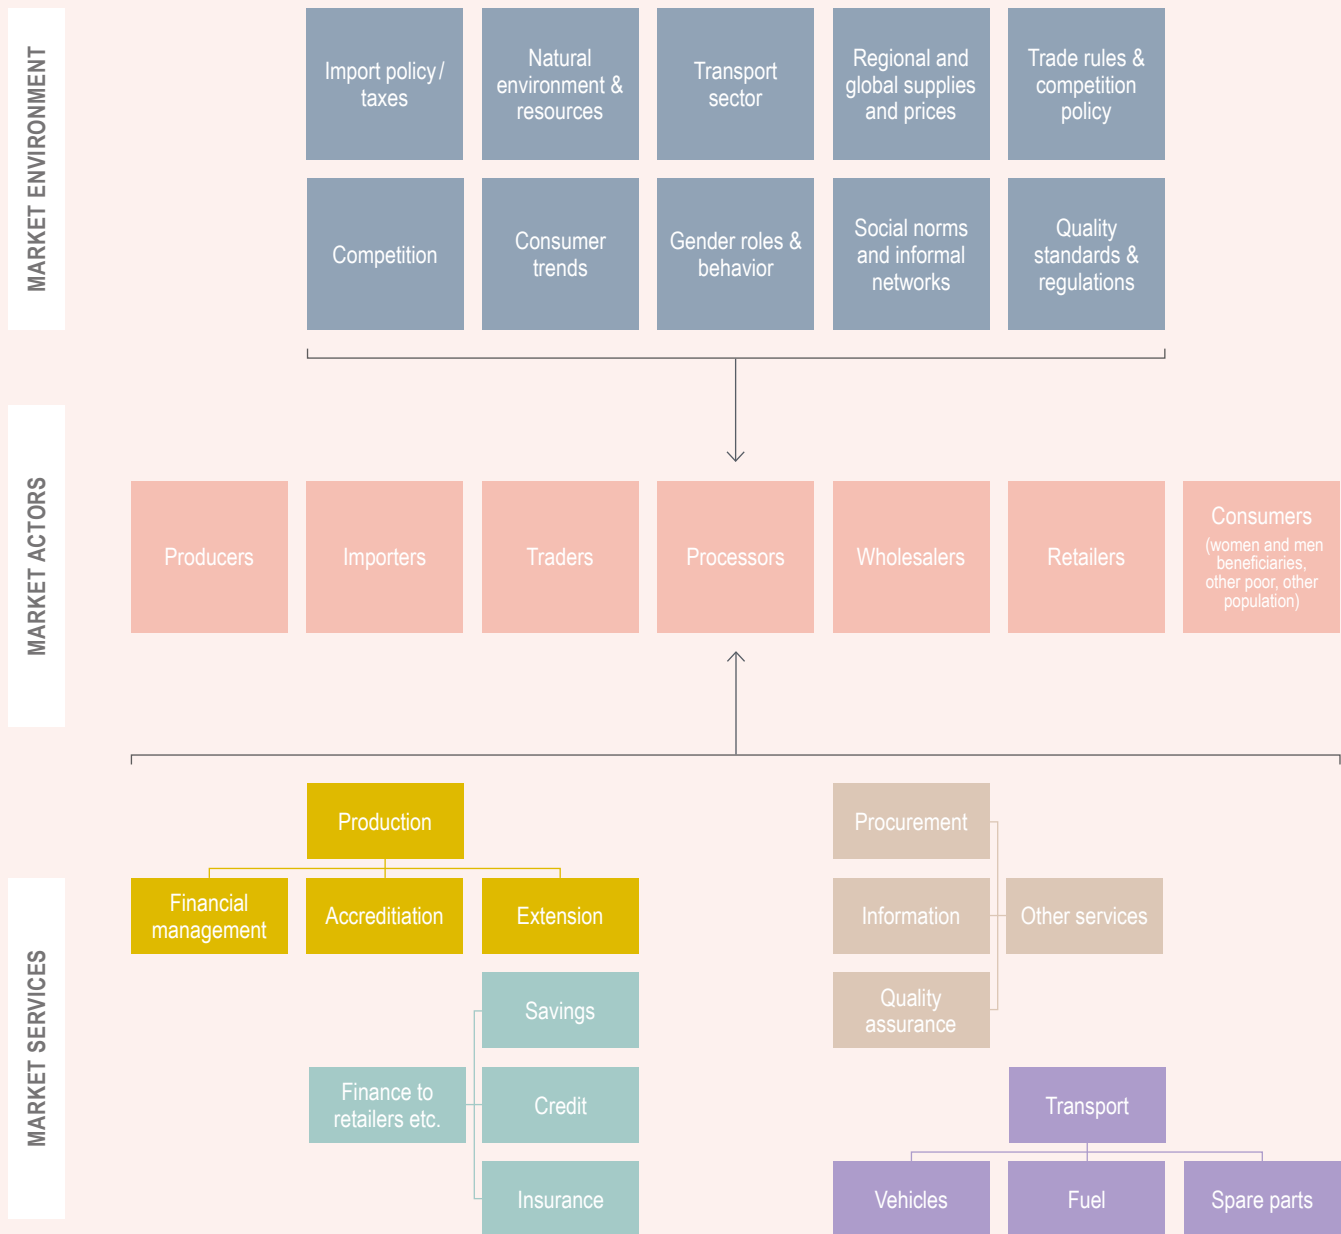 MARKET ENVIRONMENT
Import policy /
taxes
Natural
environment &
resources
Transport
sector
Regional and
global supplies
and prices
Trade rules &
competition
policy
Competition
Consumer
trends
Gender roles &
behavior
Social norms
and informal
networks
Quality
standards &
regulations
MARKET ACTORS
Producers
Importers
Traders
Processors
Wholesalers
Retailers
Consumers
(women and men
beneficiaries,
other poor, other
population)
MARKET SERVICES
Production
Financial
management
Accreditiation
Extension
Savings
Finance to
retailers etc.
Credit
Insurance
Procurement
Information
Other services
Quality
assurance
Transport
Vehicles
Fuel
Spare parts